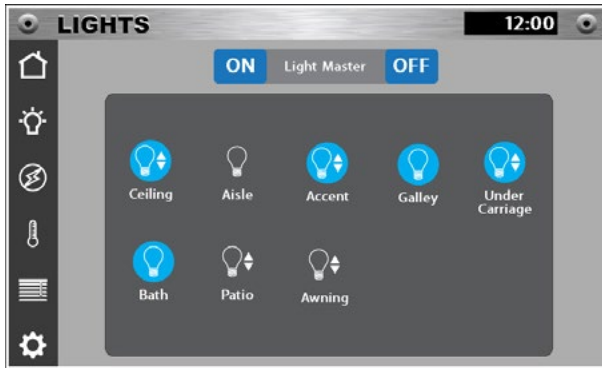 LIGHTS 12:00
ON Light Master OFF
Ceiling Aisle Accent Galley Under
Carriage
Bath Patio Awning